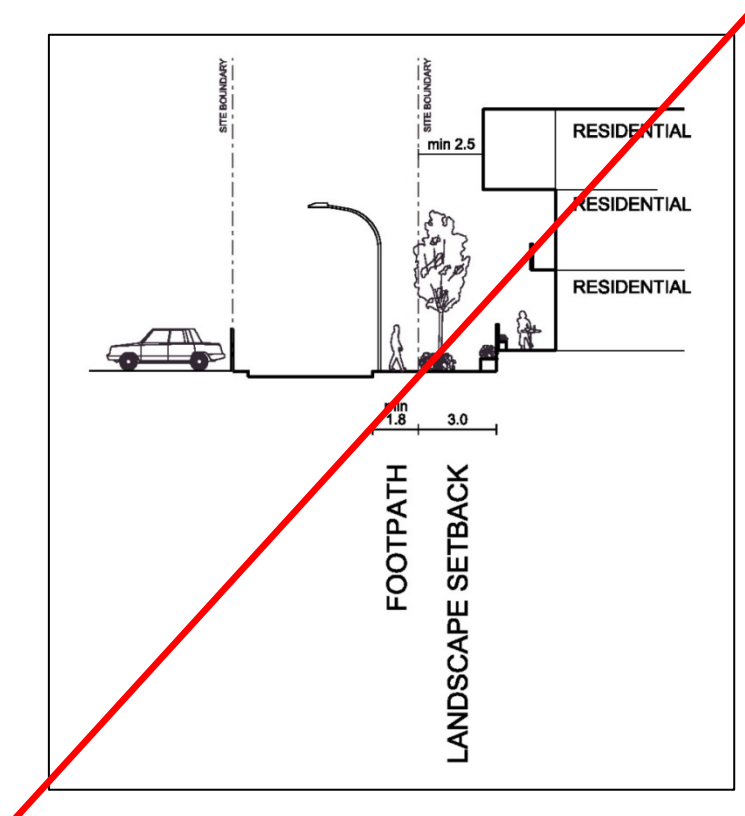 SITE BOUNDARY
SITE BOUNDARY
min 2.5
RESIDENTIAL
RESIDENTIAL
RESIDENTIAL
min
1.8
3.0
FOOTPATH
LANDSCAPE SETBACK